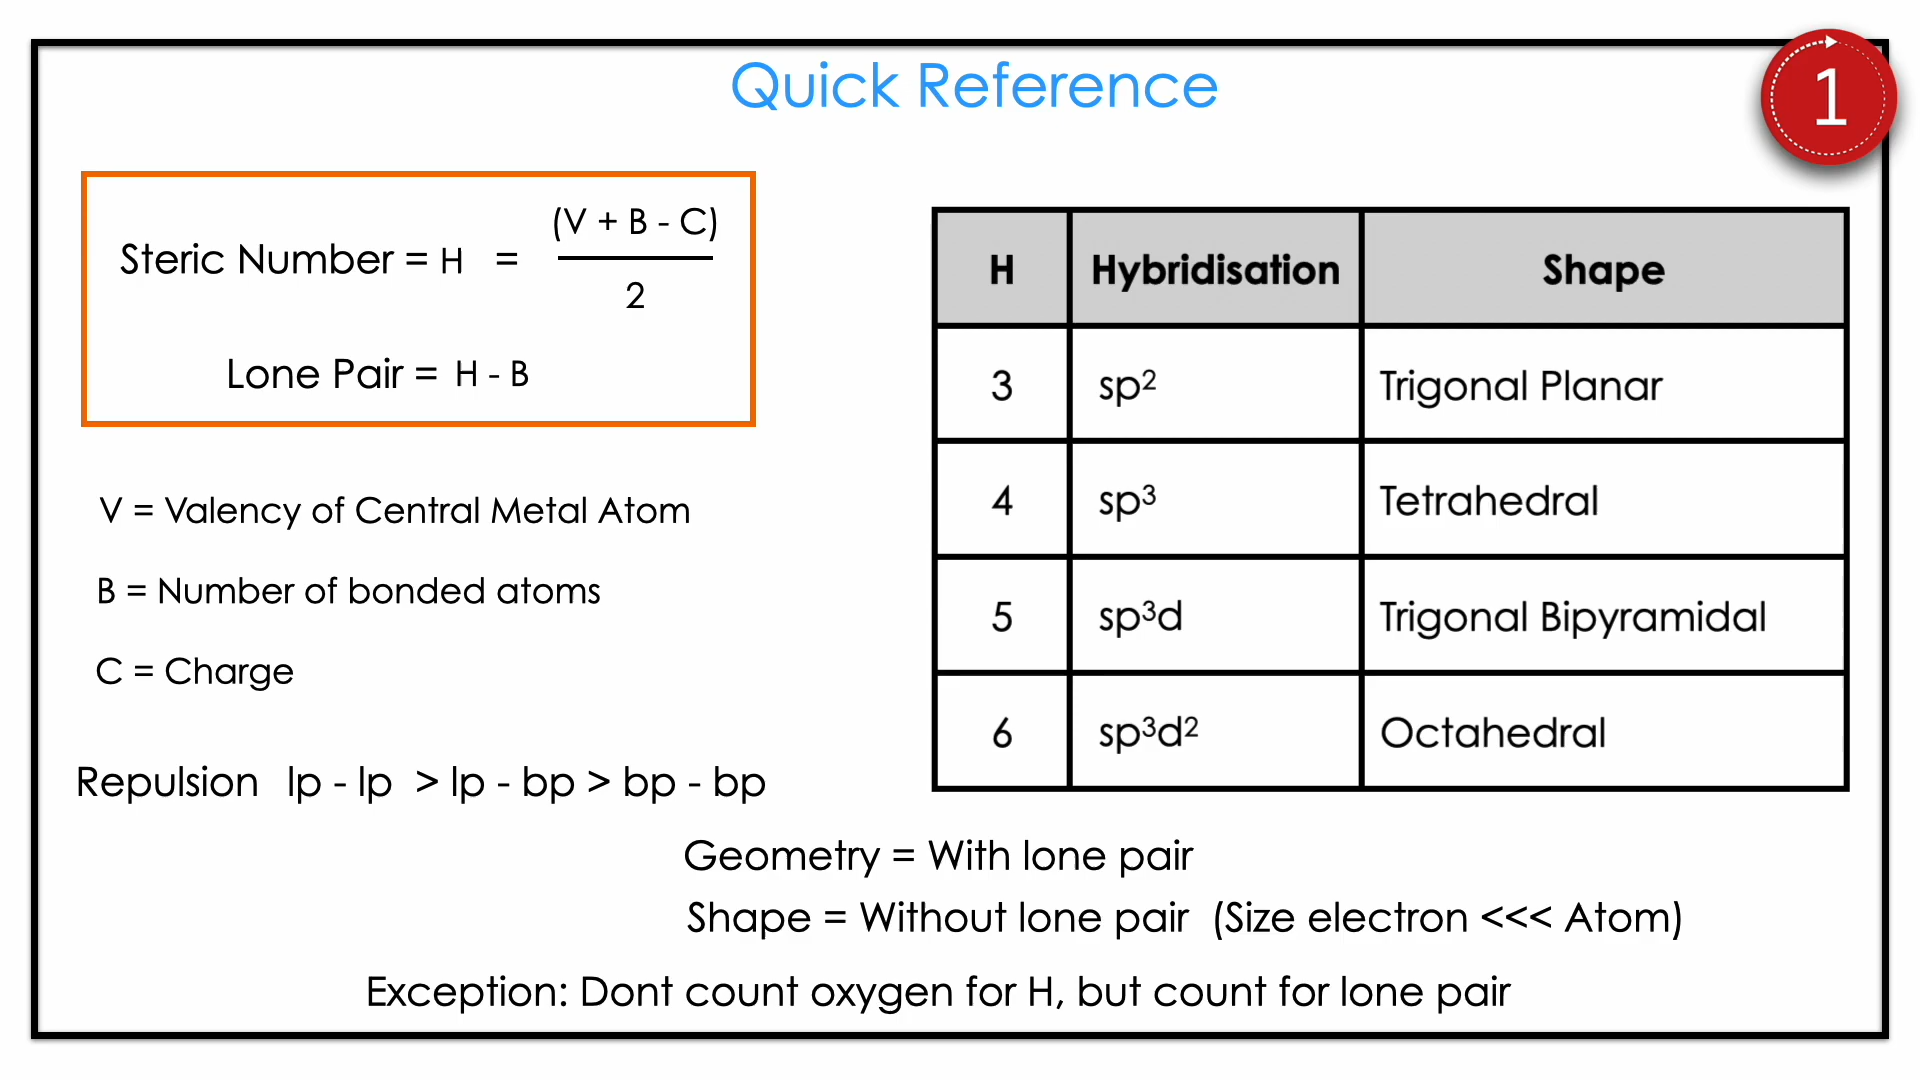 Quick Reference
1
Steric Number = H = (V + B - C)
2
Lone Pair = H - B
V = Valency of Central Metal Atom
B = Number of bonded atoms
C = Charge
Repulsion lp - lp > lp - bp > bp - bp
H Hybridisation Shape
3 sp² Trigonal Planar
4 sp³ Tetrahedral
5 sp³d Trigonal Bipyramidal
6 sp³d² Octahedral
Geometry = With lone pair
Shape = Without lone pair (Size electron <<< Atom)
Exception: Dont count oxygen for H, but count for lone pair